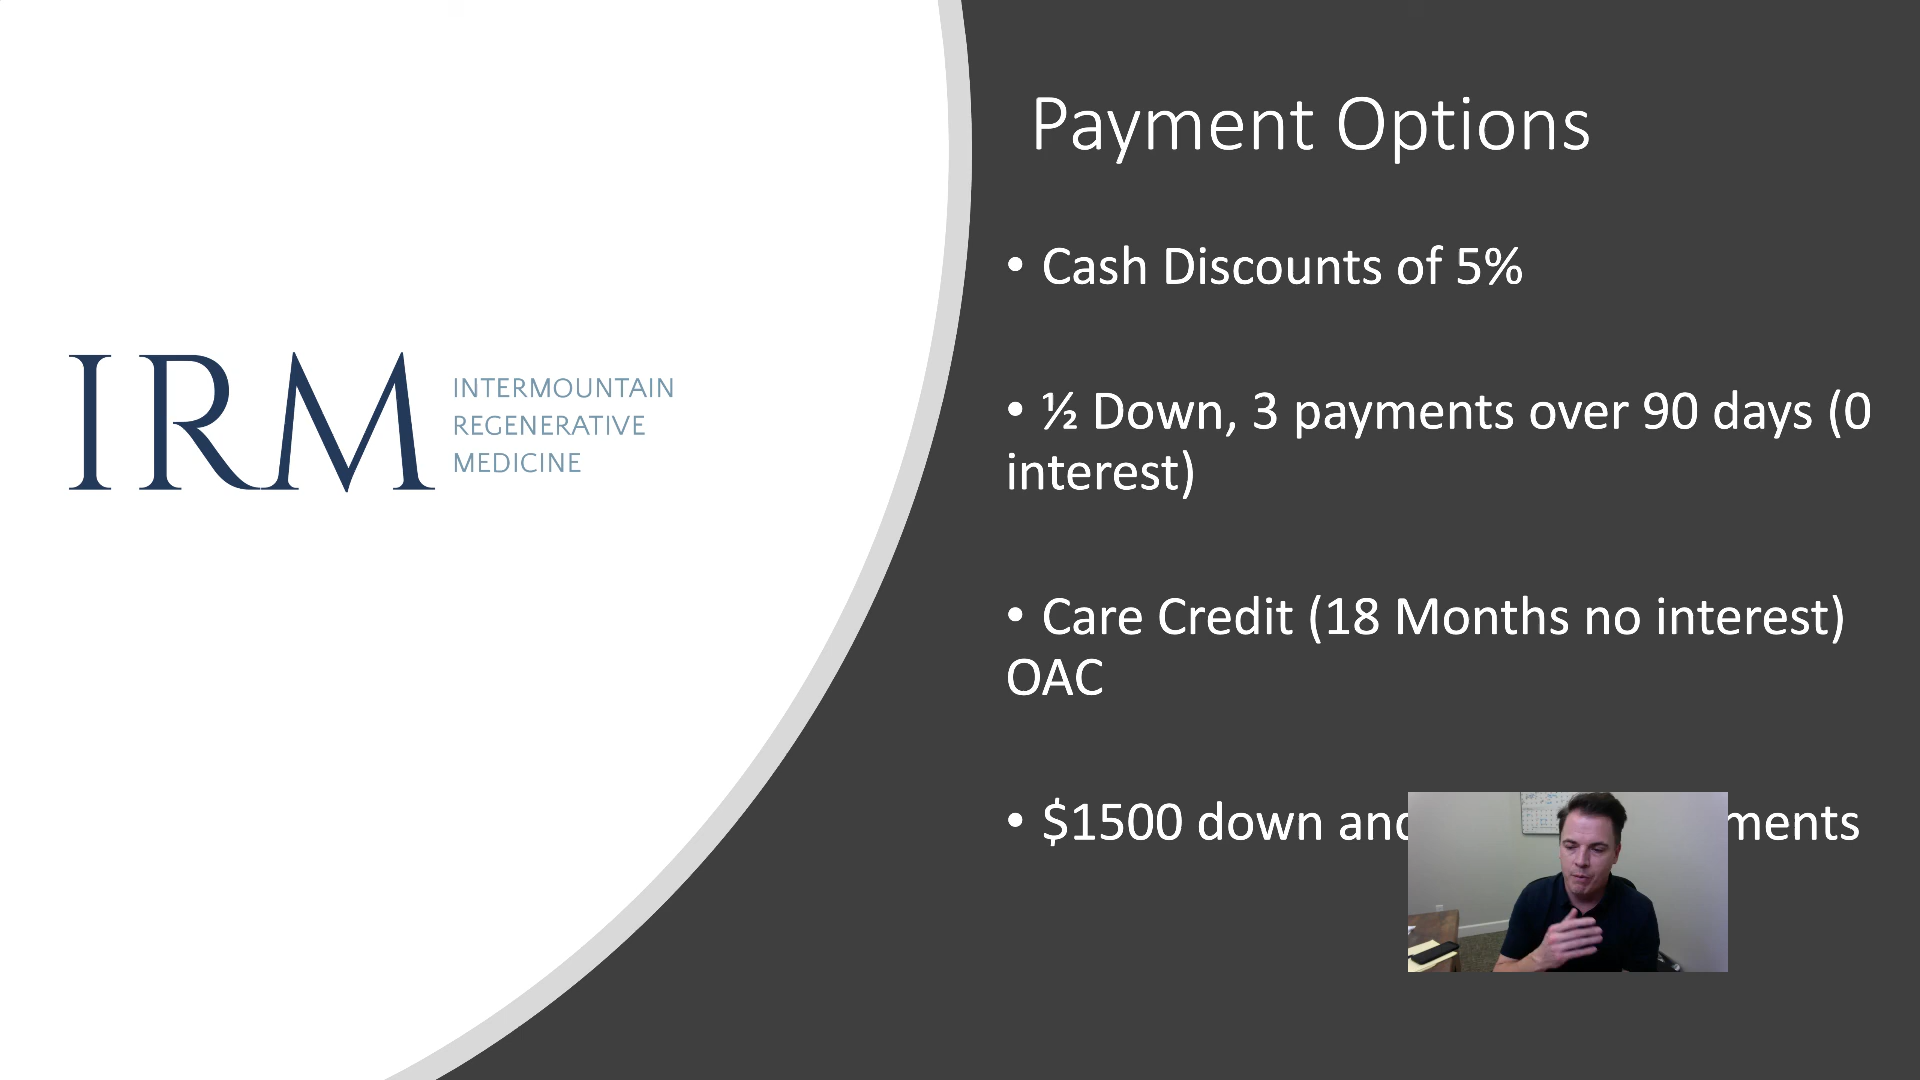 IRM
INTERMOUNTAIN
REGENERATIVE
MEDICINE
Payment Options
• Cash Discounts of 5%
• ½ Down, 3 payments over 90 days (0
interest)
• Care Credit (18 Months no interest)
OAC
• $1500 down and